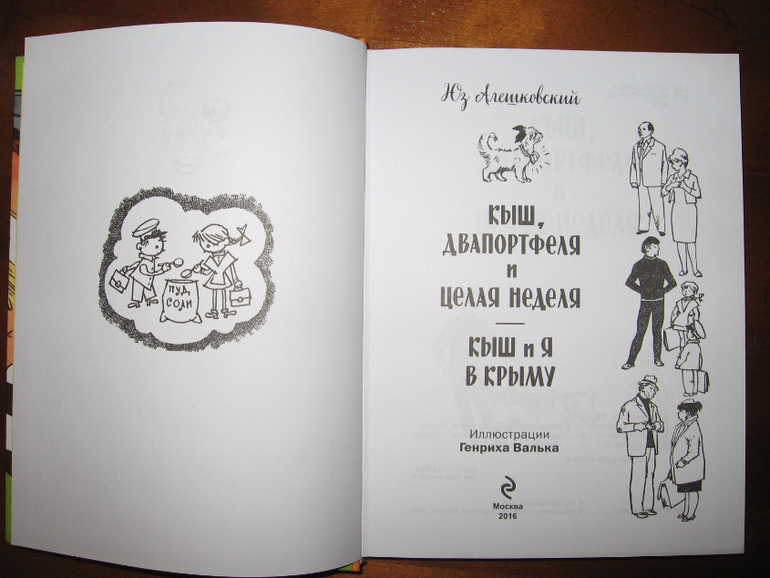 ПУД
СОЛИ
Юз Алешковский
КЫШ,
ДВАПОРТФЕЛЯ
и
ЦЕЛАЯ НЕДЕЛЯ
КЫШ и Я
В КРЫМУ
Иллюстрации
Генриха Валька
Москва
2016